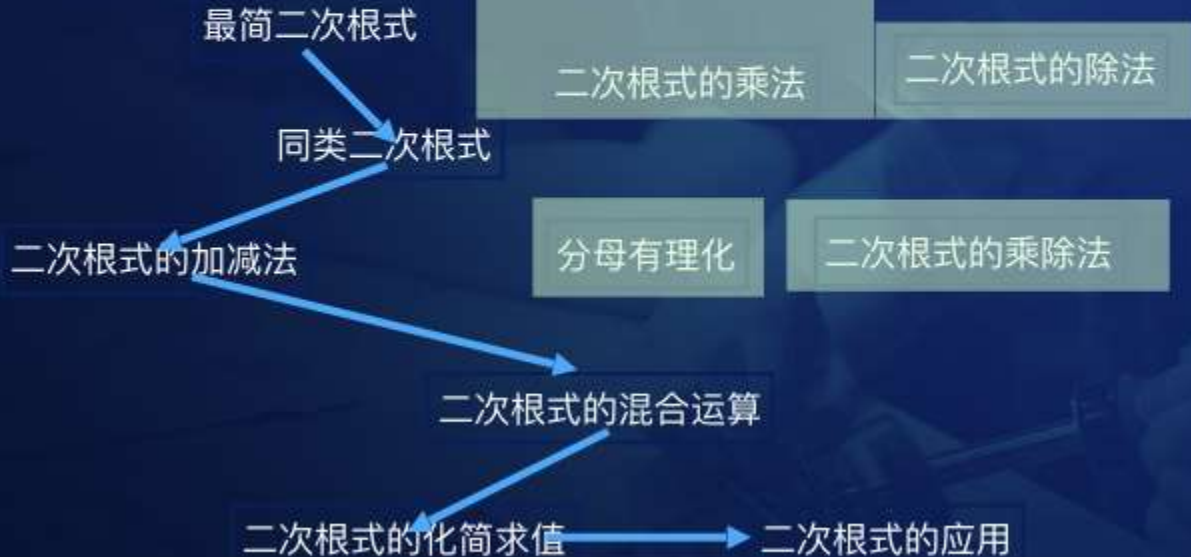 最简二次根式
二次根式的乘法
二次根式的除法
同类二次根式
二次根式的加减法
分母有理化
二次根式的乘除法
二次根式的混合运算
二次根式的化简求值
二次根式的应用